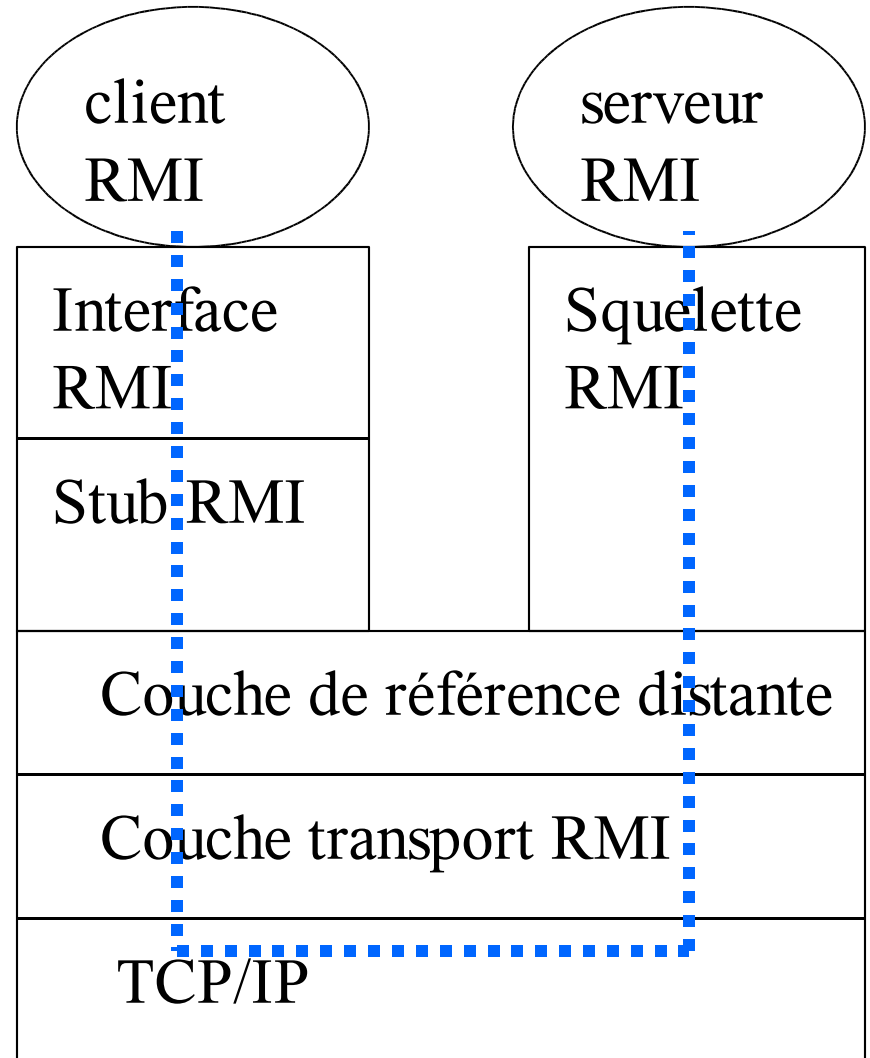 client
RMI
serveur
RMI
Interface
RMI
Stub RMI
Squelette
RMI
Couche de référence distante
Couche transport RMI
TCP/IP